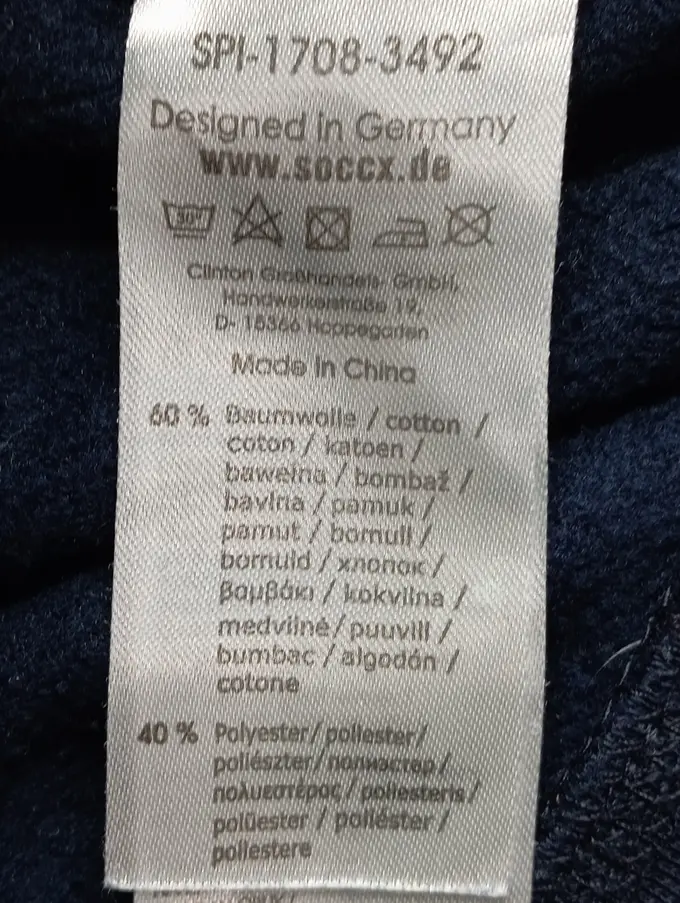 SPI-1708-3492
Designed in Germany
www.soccx.de
30°
Clinton Großhandels- GmbH,
Handwerkerstraße 19,
D- 15366 Hoppegarten
Made in China
60 % Baumwolle / cotton /
coton / katoen /
bawełna / bombaž /
bavlna / pamuk /
pamut / bomull /
bomuld / хлопок /
βαμβάκι / kokvilna /
medvilnė / puuvill /
bumbac / algodón /
cotone
40 % Polyester / poliester /
poliészter / полиэстер /
πολυεστέρας / poliesteris /
polüester / poliéster /
poliestere